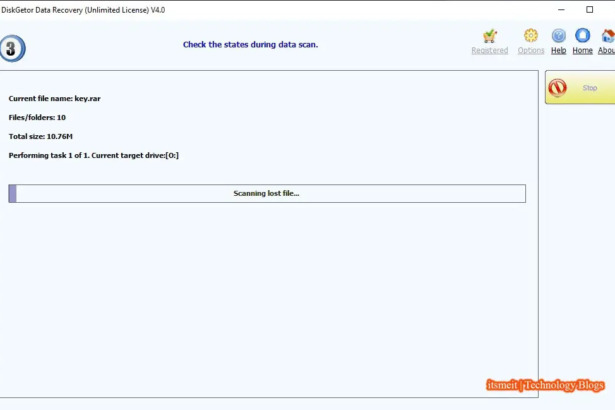 DiskGetor Data Recovery (Unlimited License) V4.0
3
Check the states during data scan.
Registered Options Help Home Abou
Current file name: key.rar
Files/folders: 10
Total size: 10.76M
Performing task 1 of 1. Current target drive:[O:]
Scanning lost file...
Stop
itsmeit | Technology Blogs